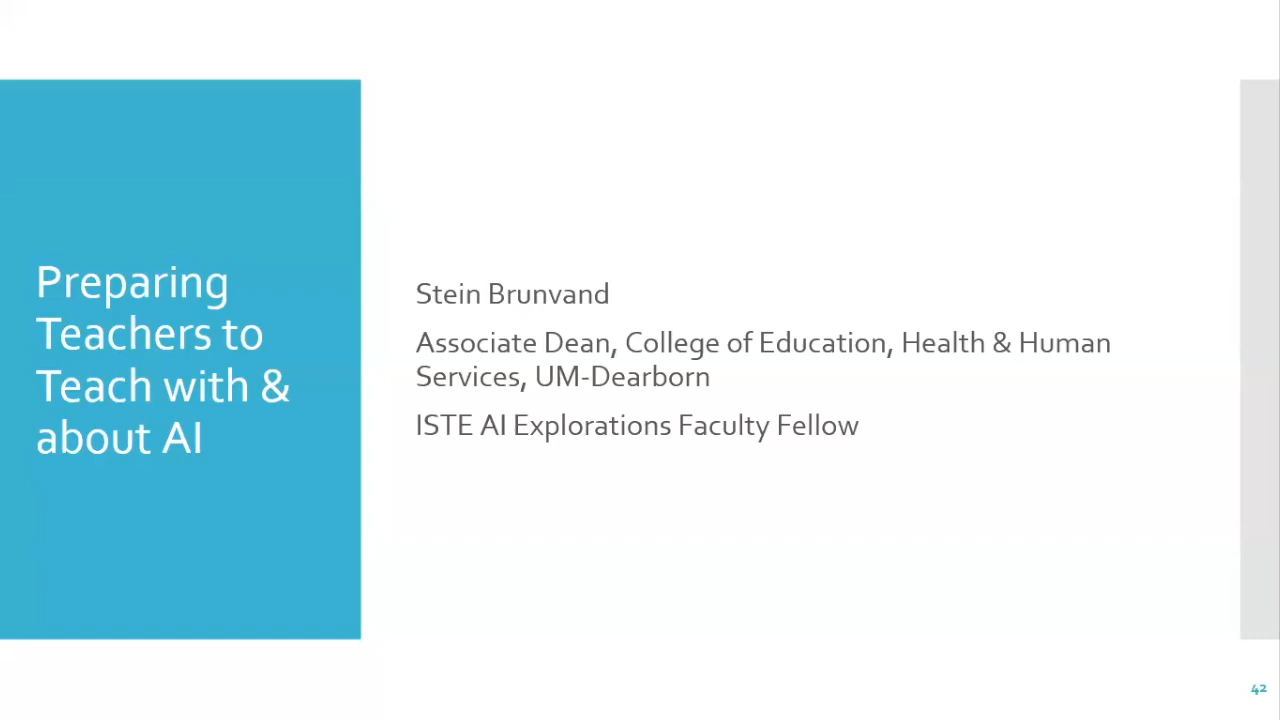 Preparing
Teachers to
Teach with &
about AI
Stein Brunvand
Associate Dean, College of Education, Health & Human
Services, UM-Dearborn
ISTE AI Explorations Faculty Fellow
42